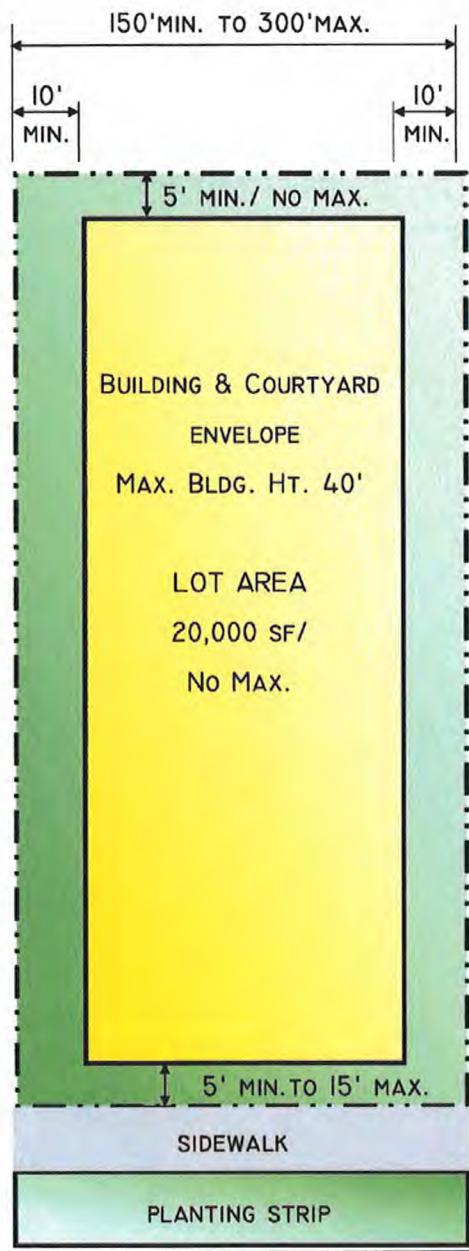 150'MIN. TO 300'MAX.
10' 10'
MIN. MIN.
5' MIN./ NO MAX.
BUILDING & COURTYARD
ENVELOPE
MAX. BLDG. HT. 40'
LOT AREA
20,000 SF/
NO MAX.
5' MIN.TO 15' MAX.
SIDEWALK
PLANTING STRIP